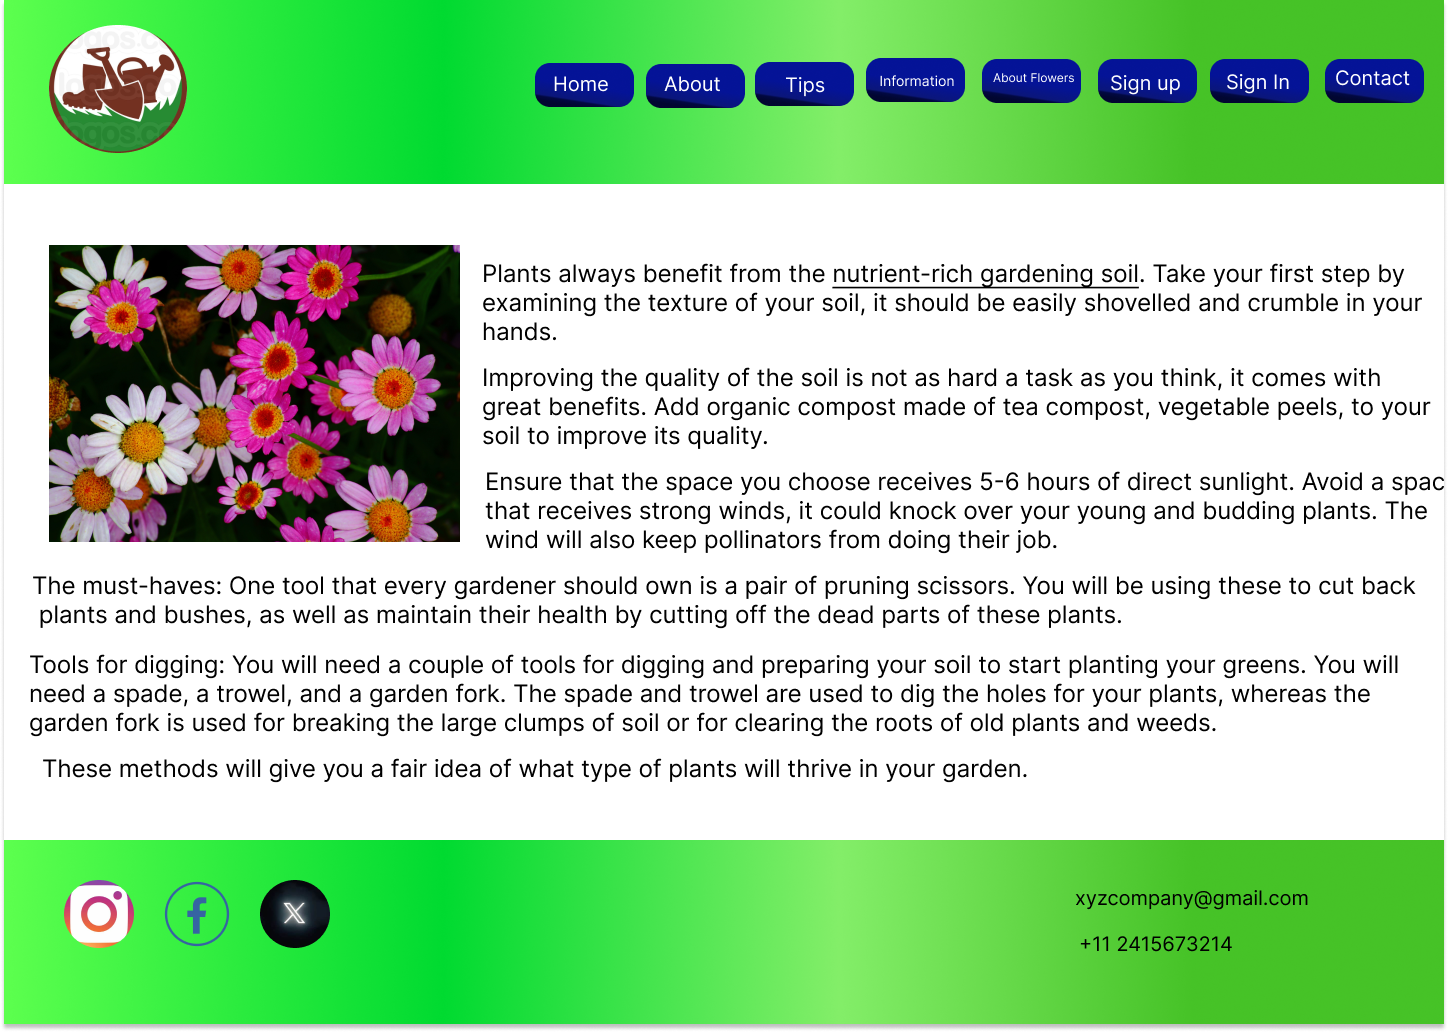 Home
About
Tips
Information
About Flowers
Sign up
Sign In
Contact
Plants always benefit from the nutrient-rich gardening soil. Take your first step by
examining the texture of your soil, it should be easily shovelled and crumble in your
hands.
Improving the quality of the soil is not as hard a task as you think, it comes with
great benefits. Add organic compost made of tea compost, vegetable peels, to your
soil to improve its quality.
Ensure that the space you choose receives 5-6 hours of direct sunlight. Avoid a spac
that receives strong winds, it could knock over your young and budding plants. The
wind will also keep pollinators from doing their job.
The must-haves: One tool that every gardener should own is a pair of pruning scissors. You will be using these to cut back
plants and bushes, as well as maintain their health by cutting off the dead parts of these plants.
Tools for digging: You will need a couple of tools for digging and preparing your soil to start planting your greens. You will
need a spade, a trowel, and a garden fork. The spade and trowel are used to dig the holes for your plants, whereas the
garden fork is used for breaking the large clumps of soil or for clearing the roots of old plants and weeds.
These methods will give you a fair idea of what type of plants will thrive in your garden.
xyzcompany@gmail.com
+11 2415673214